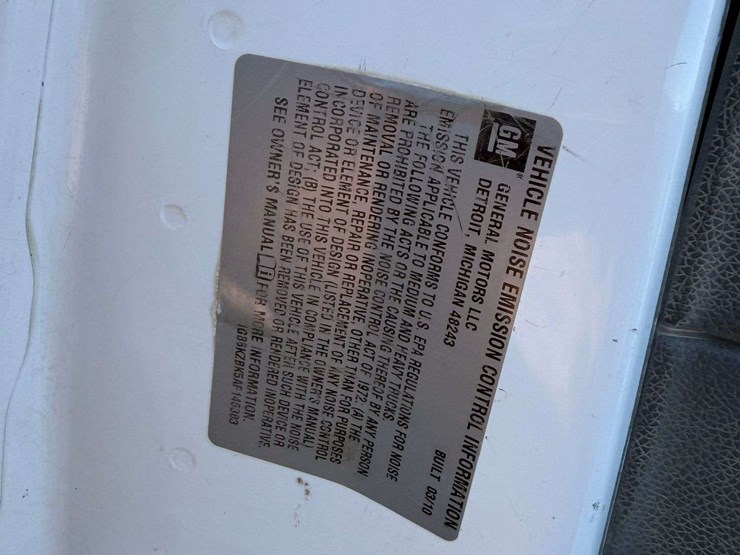 VEHICLE NOISE EMISSION CONTROL INFORMATION
GM® GENERAL MOTORS LLC BUILT 03/10
DETROIT, MICHIGAN 48243
THIS VEHICLE CONFORMS TO U.S. EPA REGULATIONS FOR NOISE
EMISSION APPLICABLE TO MEDIUM AND HEAVY TRUCKS
THE FOLLOWING ACTS OR THE CAUSING THEREOF BY ANY PERSON
ARE PROHIBITED BY THE NOISE CONTROL ACT OF 1972: (A) THE
REMOVAL OR RENDERING INOPERATIVE, OTHER THAN FOR PURPOSES
OF MAINTENANCE, REPAIR OR REPLACEMENT OF ANY NOISE CONTROL
DEVICE OR ELEMENT OF DESIGN (LISTED IN THE OWNER'S MANUAL)
INCORPORATED INTO THIS VEHICLE IN COMPLIANCE WITH THE NOISE
CONTROL ACT; (B) THE USE OF THIS VEHICLE AFTER SUCH DEVICE OR
ELEMENT OF DESIGN HAS BEEN REMOVED OR RENDERED INOPERATIVE
SEE OWNER'S MANUAL FOR MORE INFORMATION.